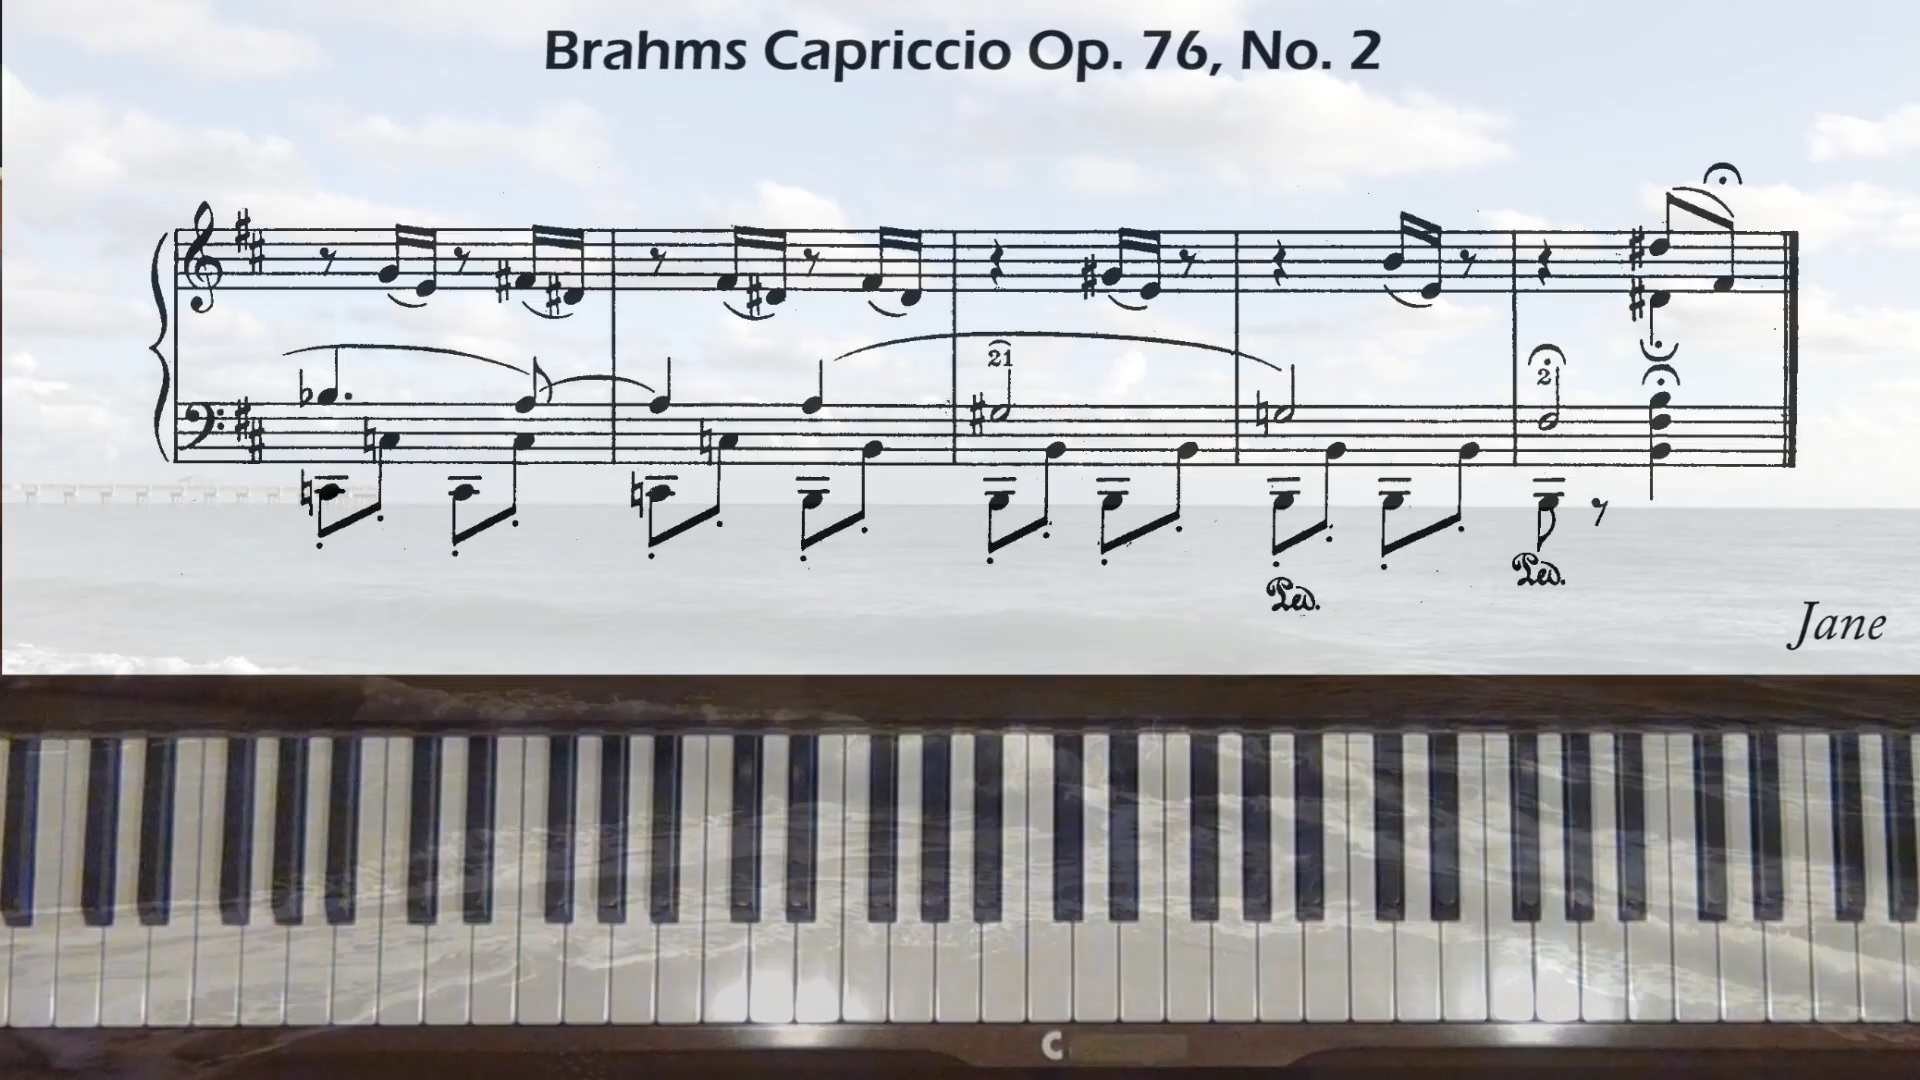 Brahms Capriccio Op. 76, No. 2
21
2
Ped.
Ped.
Jane
C